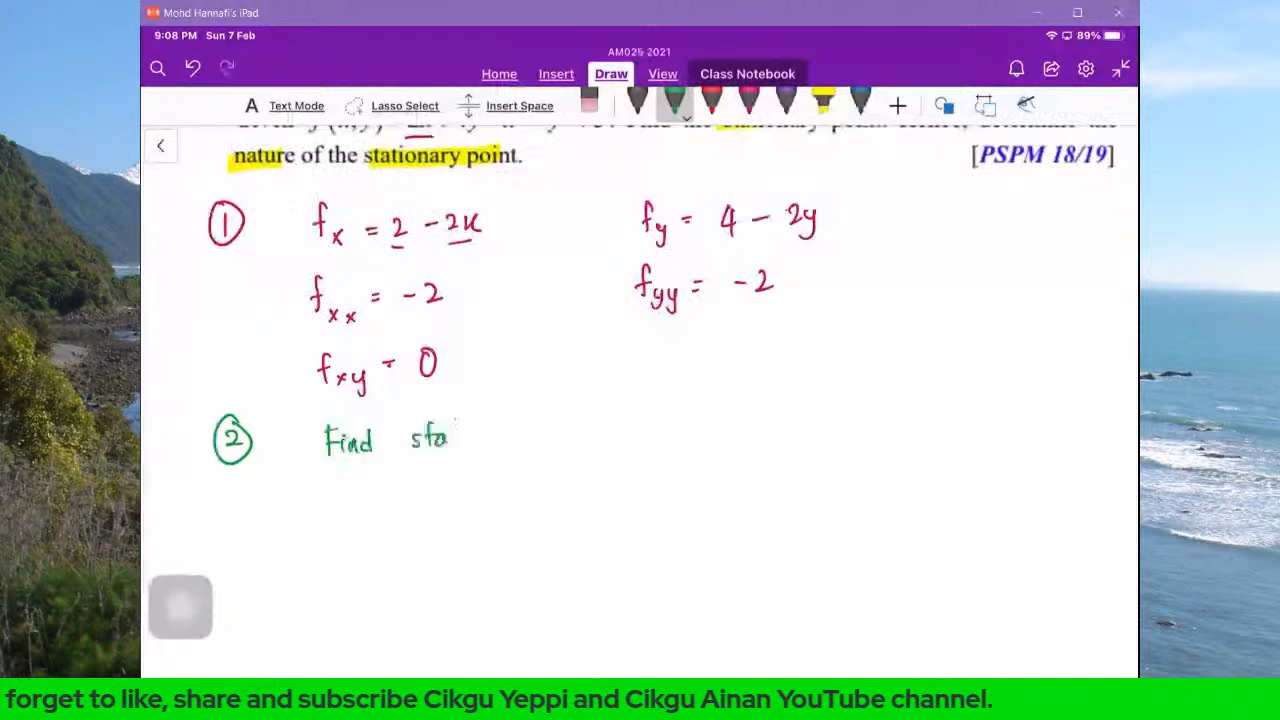 Mohd Hannafi's iPad
9:08 PM Sun 7 Feb
89%
AM025 2021
Home Insert Draw View Class Notebook
A Text Mode Lasso Select Insert Space
nature of the stationary point. [PSPM 18/19]
1 fx = 2 - 2x fy = 4 - 2y
fxx = -2 fyy = -2
fxy = 0
2 Find sta
forget to like, share and subscribe Cikgu Yeppi and Cikgu Ainan YouTube channel.